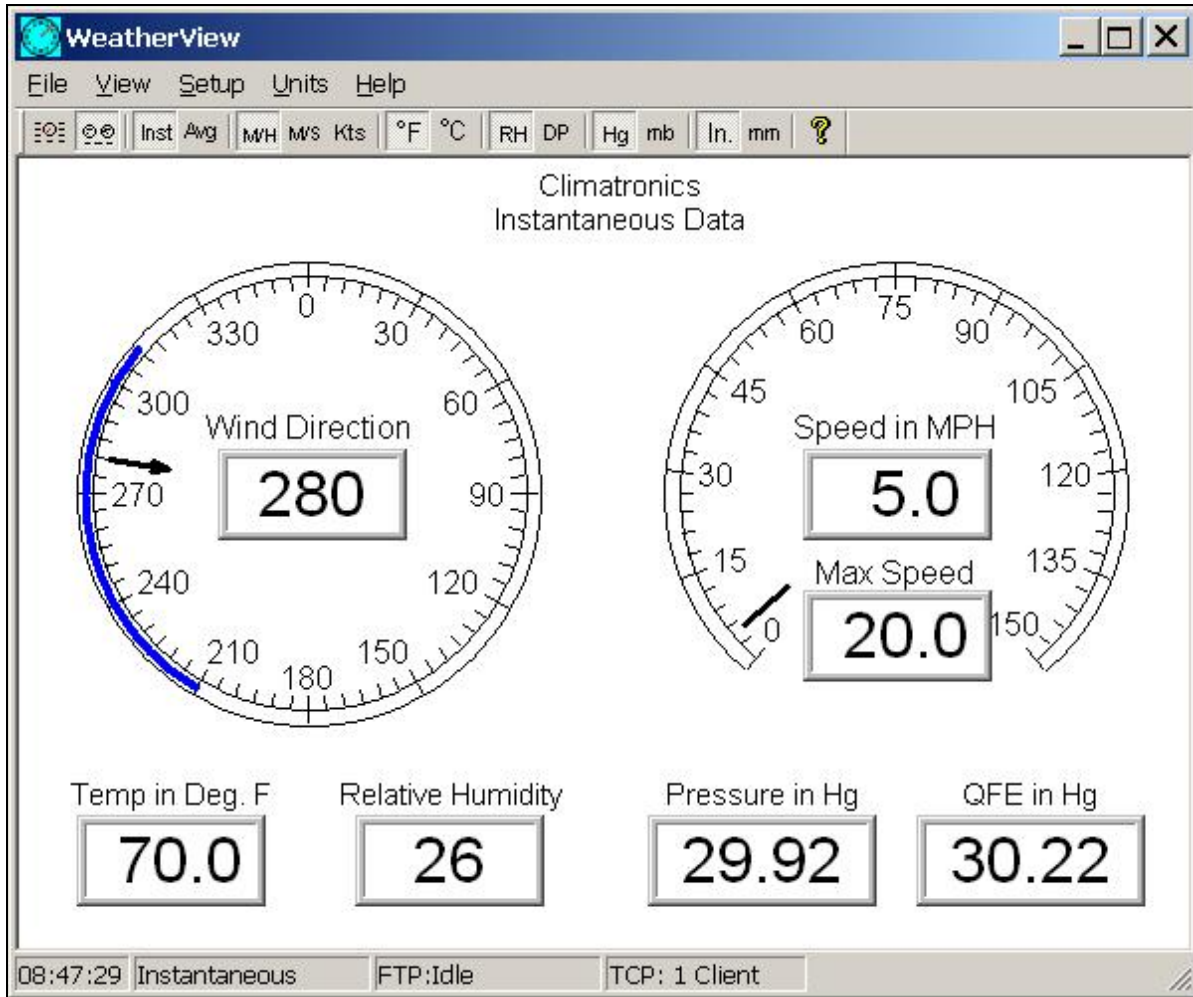 WeatherView
File View Setup Units Help
Inst Avg M/H M/S Kts °F °C RH DP Hg mb In. mm ?
Climatronics
Instantaneous Data
0
330 30
300 60
Wind Direction
280
270 90
240 120
210 150
180
75
60 90
45 105
Speed in MPH
5.0
30 120
15 135
Max Speed
20.0
0 150
Temp in Deg. F Relative Humidity Pressure in Hg QFE in Hg
70.0 26 29.92 30.22
08:47:29 Instantaneous FTP:Idle TCP: 1 Client